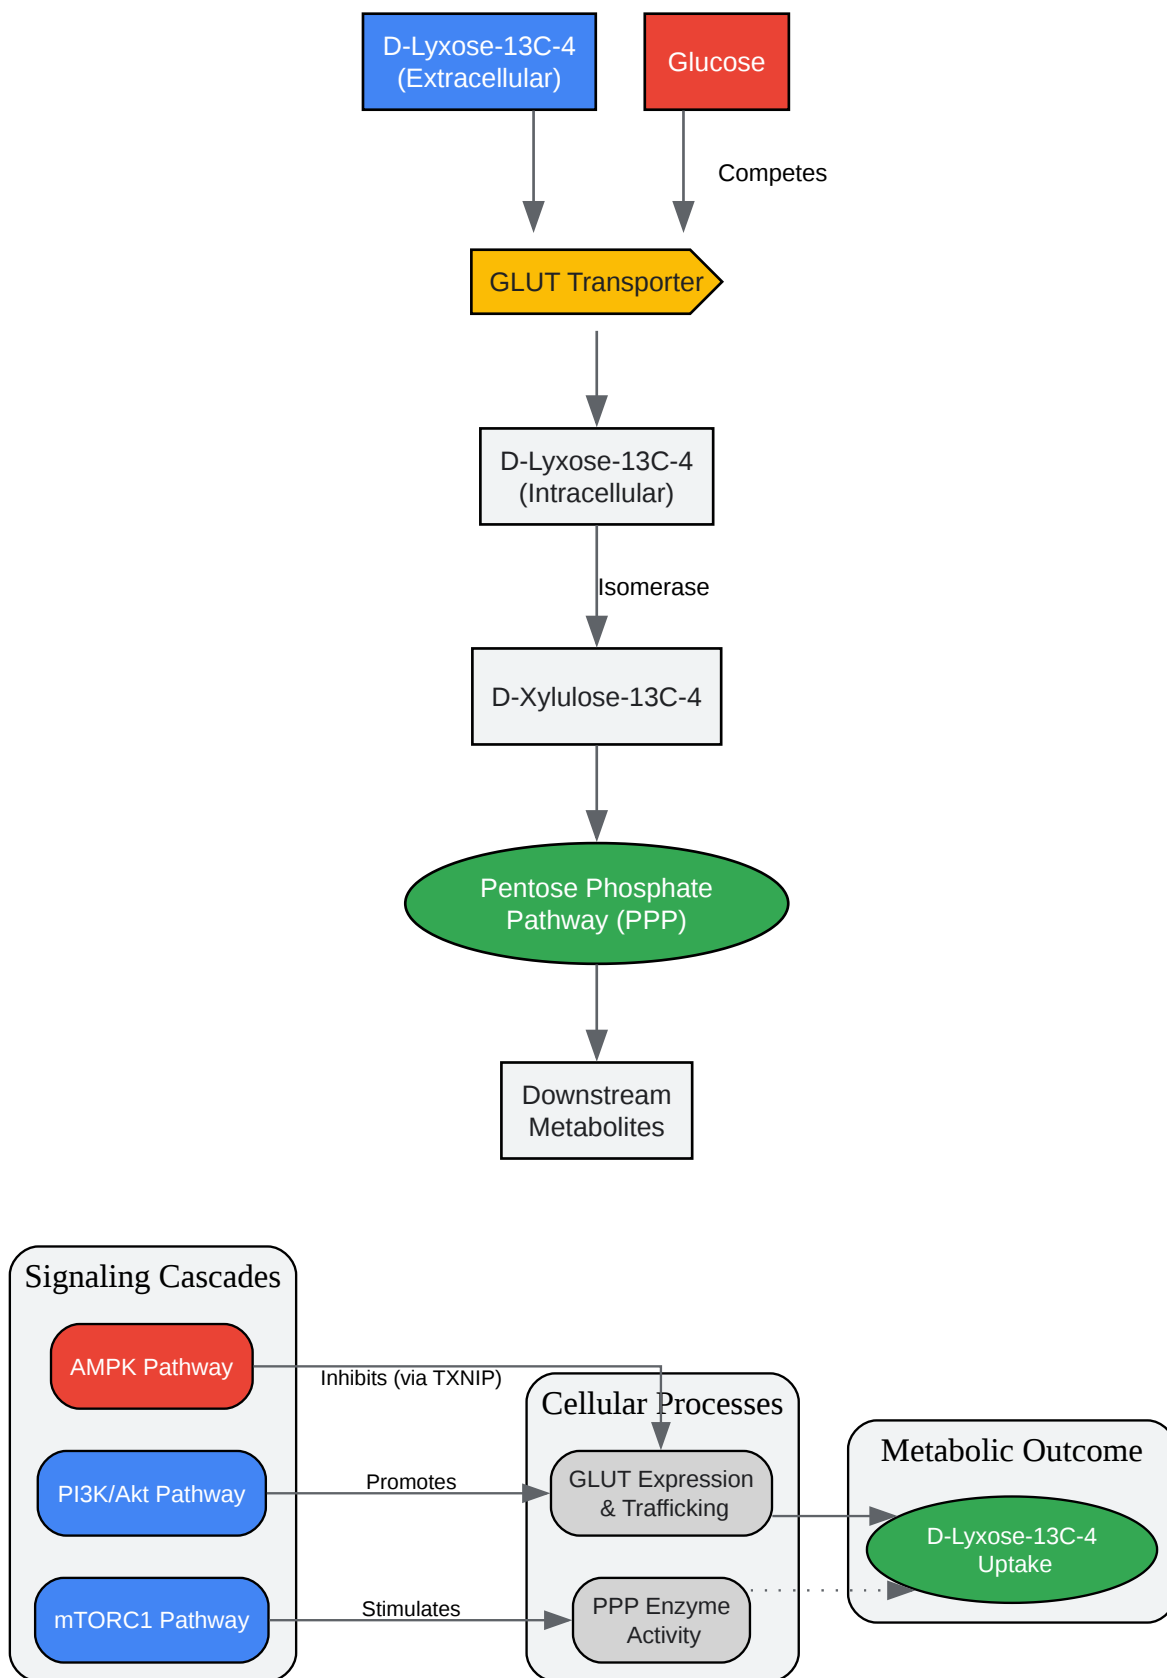 D-Lyxose-13C-4
(Extracellular)
Glucose
Competes
GLUT Transporter
D-Lyxose-13C-4
(Intracellular)
Isomerase
D-Xylulose-13C-4
Pentose Phosphate
Pathway (PPP)
Downstream
Metabolites
Signaling Cascades
AMPK Pathway
Inhibits (via TXNIP)
PI3K/Akt Pathway
Promotes
mTORC1 Pathway
Stimulates
Cellular Processes
GLUT Expression
& Trafficking
PPP Enzyme
Activity
Metabolic Outcome
D-Lyxose-13C-4
Uptake